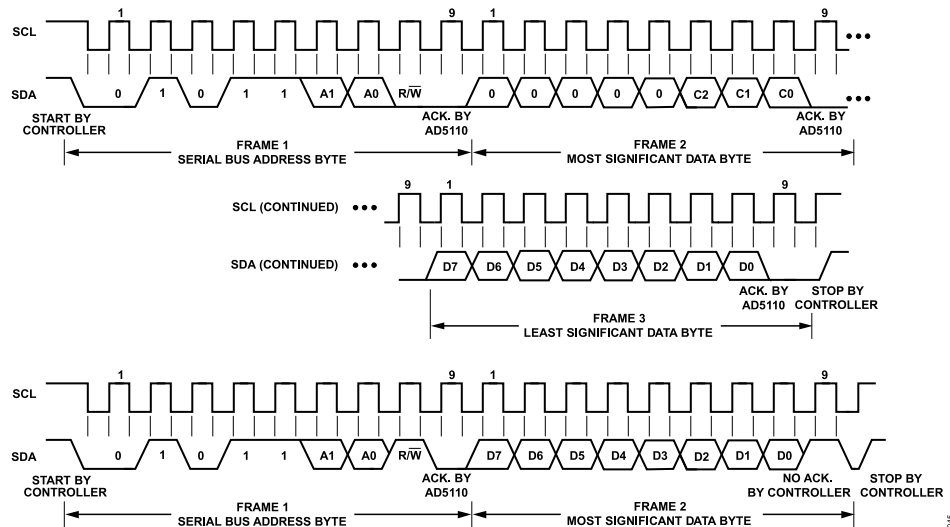 1 9 1 9
SCL
SDA 0 1 0 1 1 A1 A0 R/W 0 0 0 0 0 C2 C1 C0
START BY
CONTROLLER
ACK. BY
AD5110
ACK. BY
AD5110
FRAME 1
SERIAL BUS ADDRESS BYTE
FRAME 2
MOST SIGNIFICANT DATA BYTE
9 1 9
SCL (CONTINUED)
SDA (CONTINUED) D7 D6 D5 D4 D3 D2 D1 D0
ACK. BY
AD5110
STOP BY
CONTROLLER
FRAME 3
LEAST SIGNIFICANT DATA BYTE
1 9 1 9
SCL
SDA 0 1 0 1 1 A1 A0 R/W D7 D6 D5 D4 D3 D2 D1 D0
START BY
CONTROLLER
ACK. BY
AD5110
NO ACK.
BY CONTROLLER
STOP BY
CONTROLLER
FRAME 1
SERIAL BUS ADDRESS BYTE
FRAME 2
MOST SIGNIFICANT DATA BYTE